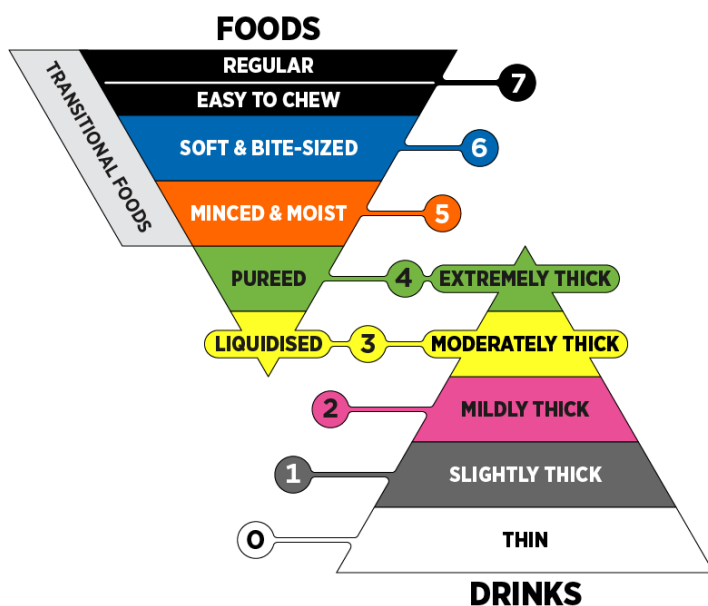 FOODS
REGULAR
EASY TO CHEW
7
TRANSITIONAL FOODS
SOFT & BITE-SIZED
6
MINCED & MOIST
5
PUREED
4
EXTREMELY THICK
LIQUIDISED
3
MODERATELY THICK
2
MILDLY THICK
1
SLIGHTLY THICK
0
THIN
DRINKS